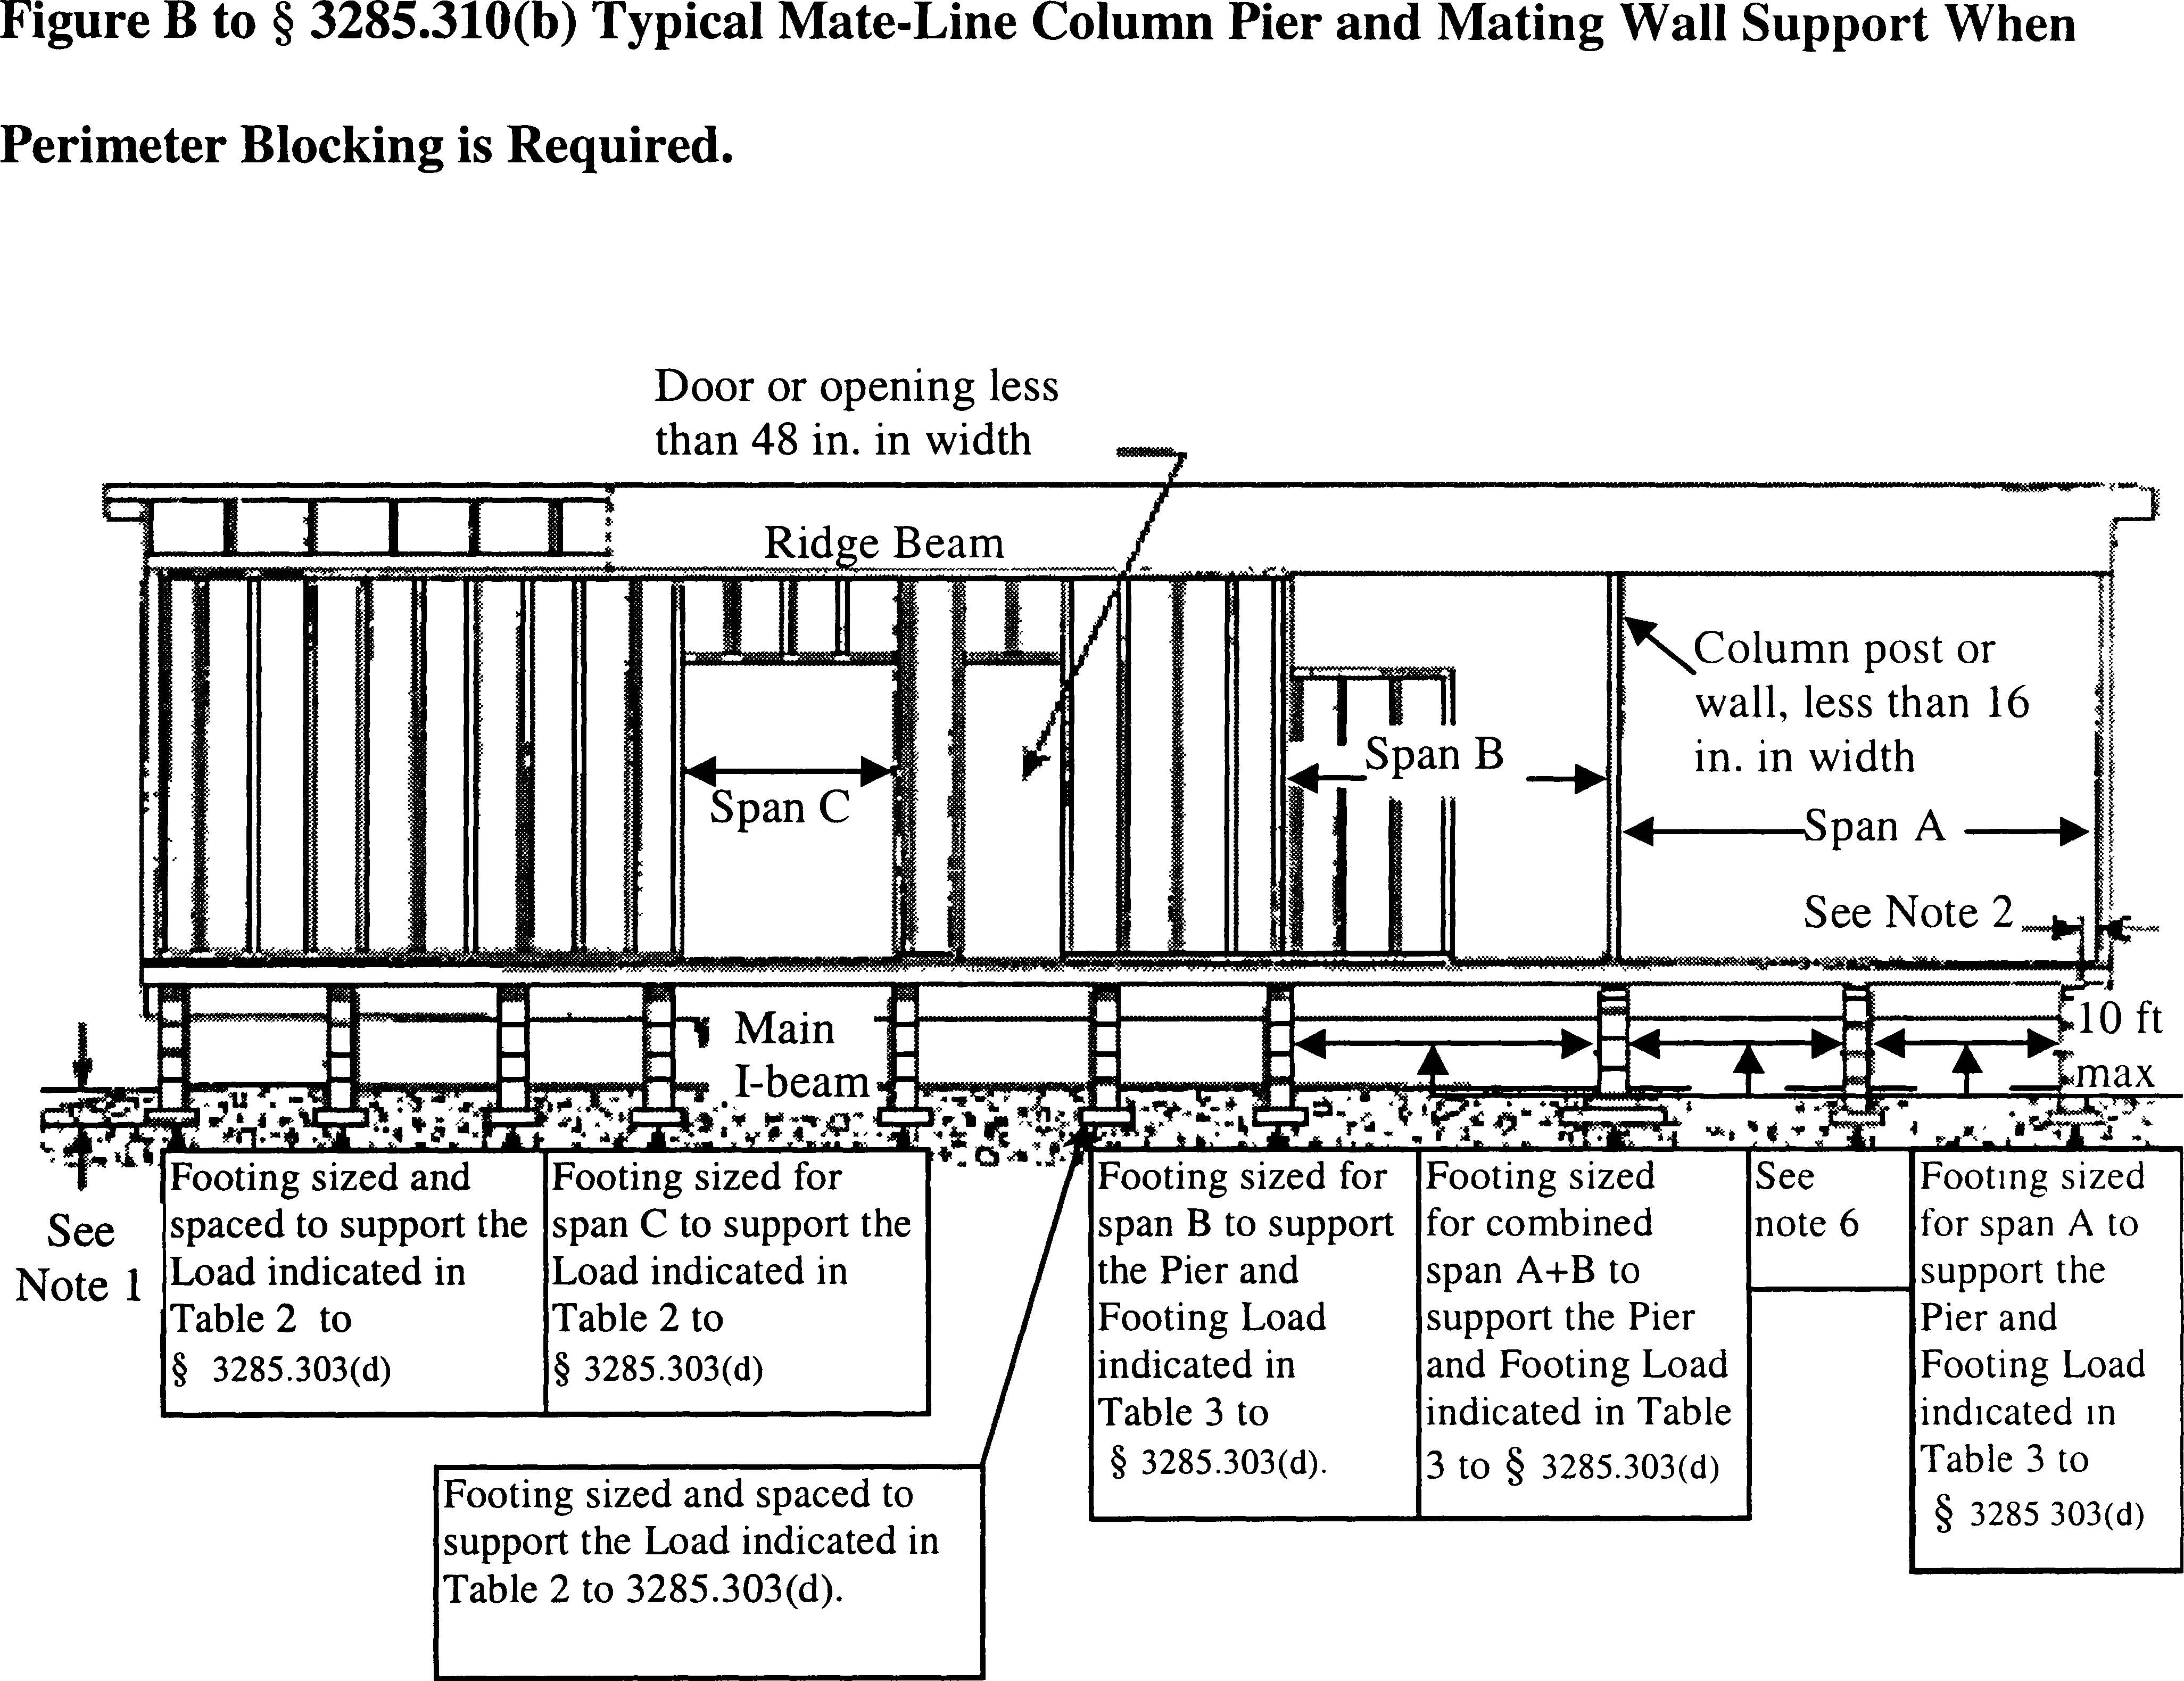 Figure B to § 3285.310(b) Typical Mate-Line Column Pier and Mating Wall Support When
Perimeter Blocking is Required.
Door or opening less
than 48 in. in width
Ridge Beam
Column post or
wall, less than 16
in. in width
Span B
Span C
Span A
See Note 2
Main
I-beam
10 ft
max
See
Note 1
Footing sized and
spaced to support the
Load indicated in
Table 2 to
§ 3285.303(d)
Footing sized for
span C to support the
Load indicated in
Table 2 to
§ 3285.303(d)
Footing sized and spaced to
support the Load indicated in
Table 2 to 3285.303(d).
Footing sized for
span B to support
the Pier and
Footing Load
indicated in
Table 3 to
§ 3285.303(d).
Footing sized
for combined
span A+B to
support the Pier
and Footing Load
indicated in Table
3 to § 3285.303(d)
See
note 6
Footing sized
for span A to
support the
Pier and
Footing Load
indicated in
Table 3 to
§ 3285 303(d)